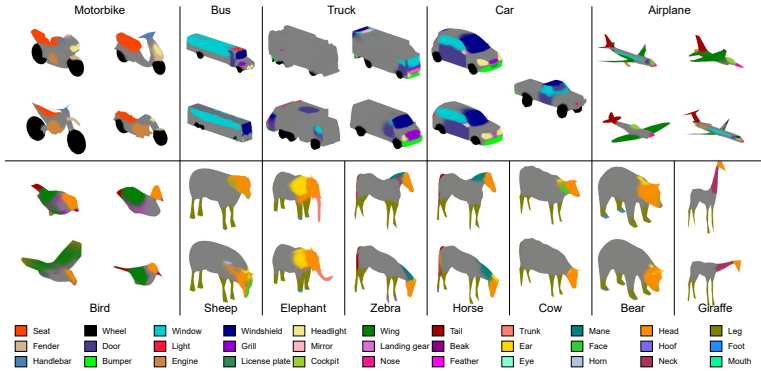 Motorbike Bus Truck Car Airplane
Bird Sheep Elephant Zebra Horse Cow Bear Giraffe
Seat Wheel Window Windshield Headlight Wing Tail Trunk Mane Head Leg
Fender Door Light Grill Mirror Landing gear Beak Ear Face Hoof Foot
Handlebar Bumper Engine License plate Cockpit Nose Feather Eye Horn Neck Mouth